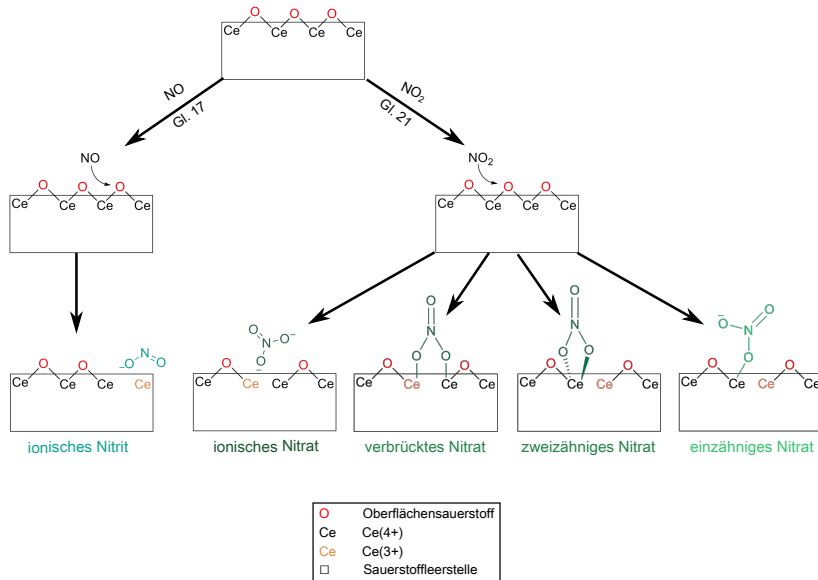 O O O
Ce Ce Ce Ce
NO
Gl. 17
NO₂
Gl. 21
NO
O O O
Ce Ce Ce Ce
NO₂
O O O
Ce Ce Ce Ce
N
⁻O O
O O
Ce Ce Ce Ce
ionisches Nitrit
O N O⁻
O⁻
O O
Ce Ce Ce Ce
ionisches Nitrat
O
N
O O
O O
Ce Ce Ce Ce
verbrücktes Nitrat
O
N
O O
O O
Ce Ce Ce Ce
zweizähniges Nitrat
O
⁻O N
O
O O
Ce Ce Ce Ce
einzähniges Nitrat
O Oberflächensauerstoff
Ce Ce(4+)
Ce Ce(3+)
□ Sauerstoffleerstelle